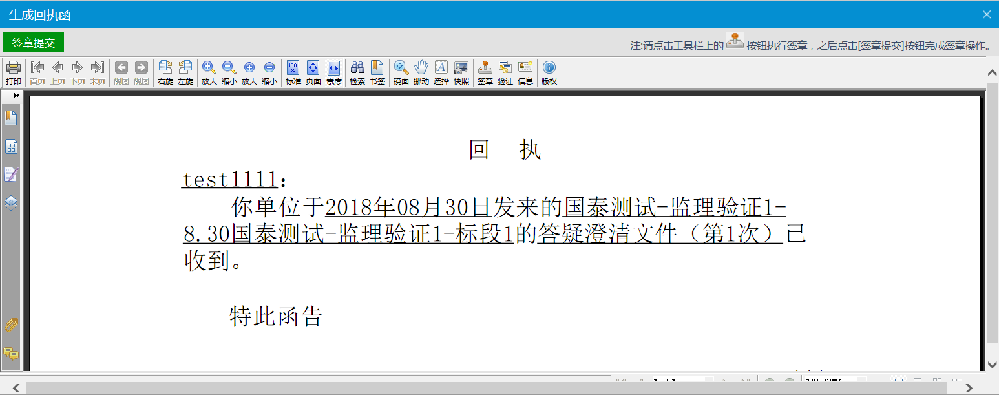 生成回执函
签章提交
注:请点击工具栏上的 按钮执行签章，之后点击[签章提交]按钮完成签章操作。
打印 首页 上页 下页 末页 视图 视图 右旋 左旋 放大 缩小 放大 缩小 标准 页面 宽度 检索 书签 镜面 挪动 选择 快照 签章 验证 信息 版权
回 执
test1111：
你单位于2018年08月30日发来的国泰测试-监理验证1-
8.30国泰测试-监理验证1-标段1的答疑澄清文件（第1次）已
收到。
特此函告